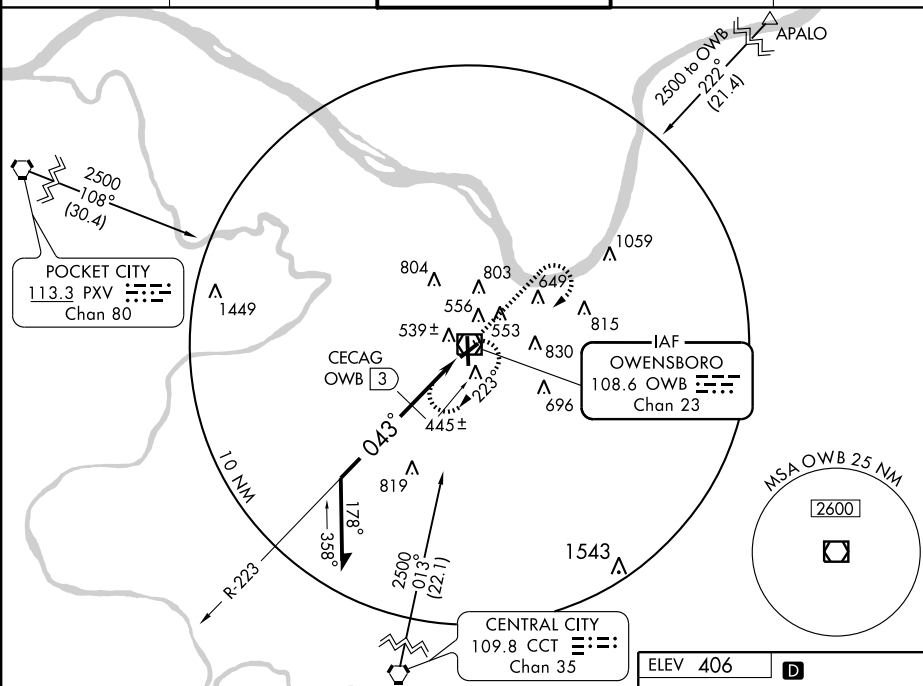 APALO
2500 to OWB
222°
(21.4)
2500
108°
(30.4)
POCKET CITY
113.3 PXV
Chan 80
1449
804
803
1059
649
556
553
815
539±
830
IAF
OWENSBORO
108.6 OWB
Chan 23
CECAG
OWB 3
223°
696
445±
043°
10 NM
819
MSA OWB 25 NM
2600
178°
358°
R-223
2500
013°
(22.1)
1543
CENTRAL CITY
109.8 CCT
Chan 35
ELEV 406
D